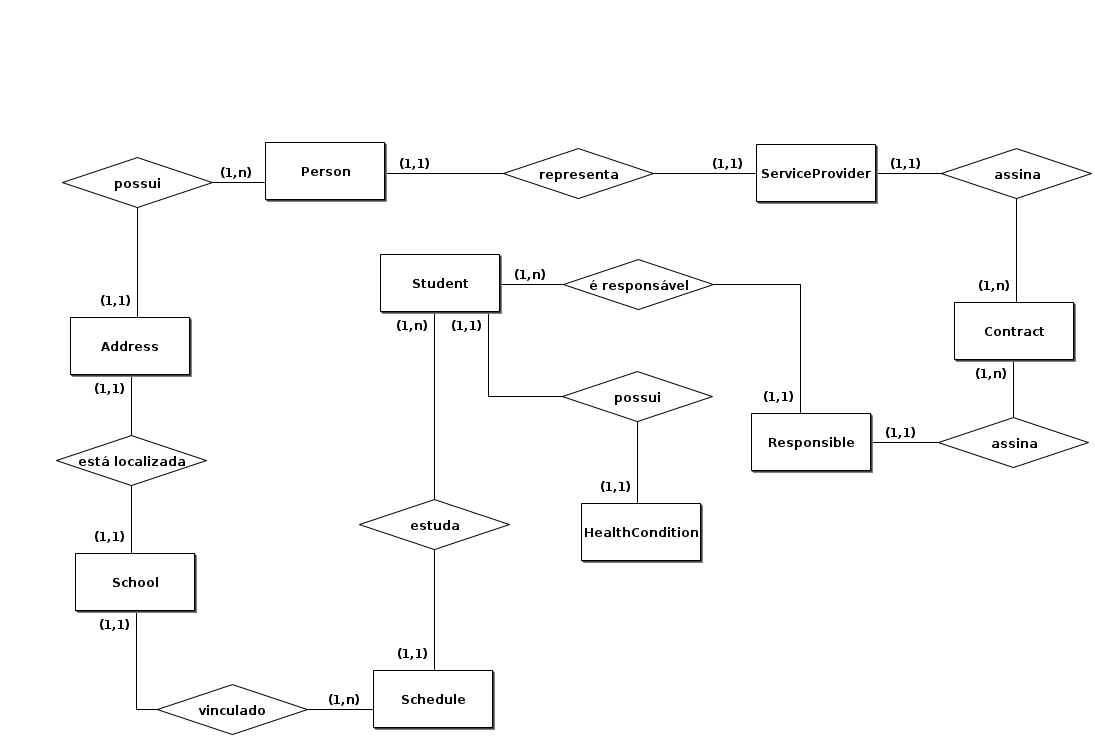 Person
(1,1)
(1,1)
ServiceProvider
(1,1)
representa
assina
possui
(1,n)
Student
(1,n)
é responsável
(1,n)
(1,1)
Address
(1,n)
(1,1)
Contract
(1,1)
(1,n)
possui
(1,1)
Responsible
(1,1)
assina
está localizada
(1,1)
HealthCondition
estuda
(1,1)
School
(1,1)
(1,1)
Schedule
(1,n)
vinculado